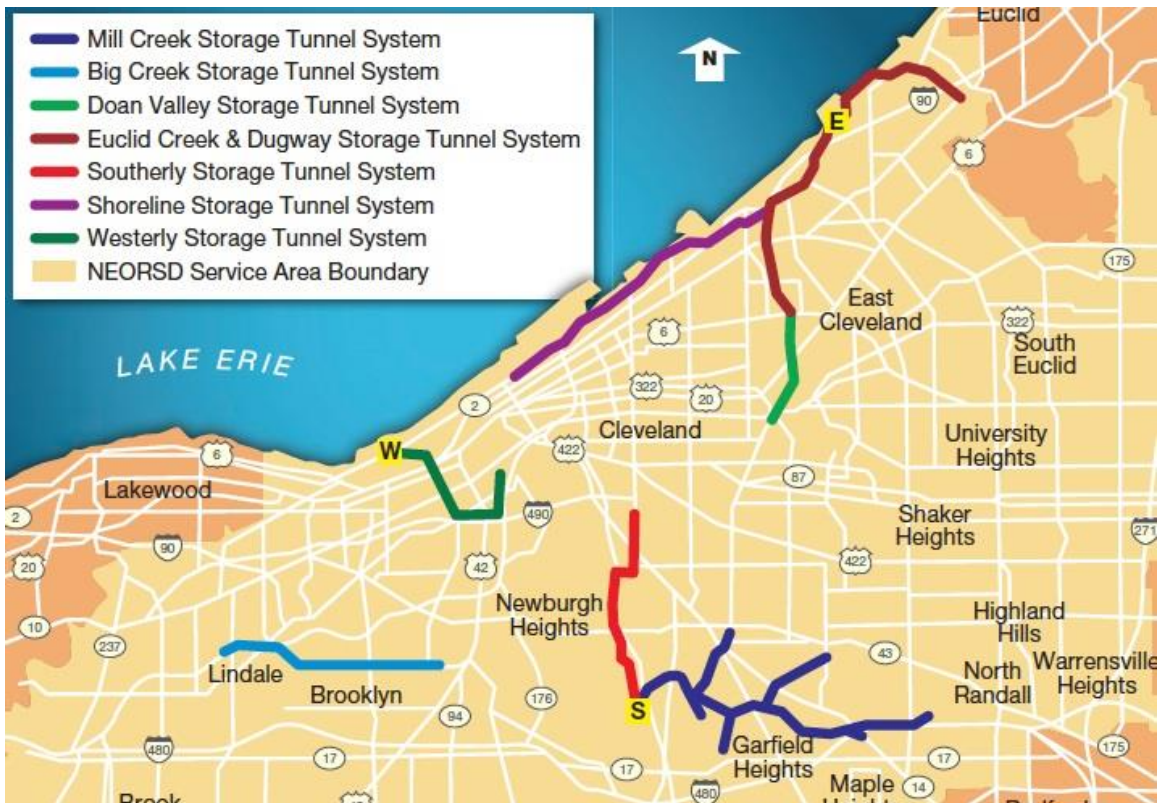 Mill Creek Storage Tunnel System
Big Creek Storage Tunnel System
Doan Valley Storage Tunnel System
Euclid Creek & Dugway Storage Tunnel System
Southerly Storage Tunnel System
Shoreline Storage Tunnel System
Westerly Storage Tunnel System
NEORSD Service Area Boundary
N
Euclid
90
E
6
175
East
Cleveland
322
South
Euclid
6
LAKE ERIE
322
20
2
Cleveland
W
6
422
University
Heights
Lakewood
87
2
490
Shaker
Heights
271
90
20
42
422
Newburgh
Heights
Highland
Hills
10
237
43
Lindale
Brooklyn
North
Randall
Warrensville
Heights
176
S
94
480
17
Garfield
Heights
17
17
175
480
Maple
14
Brook